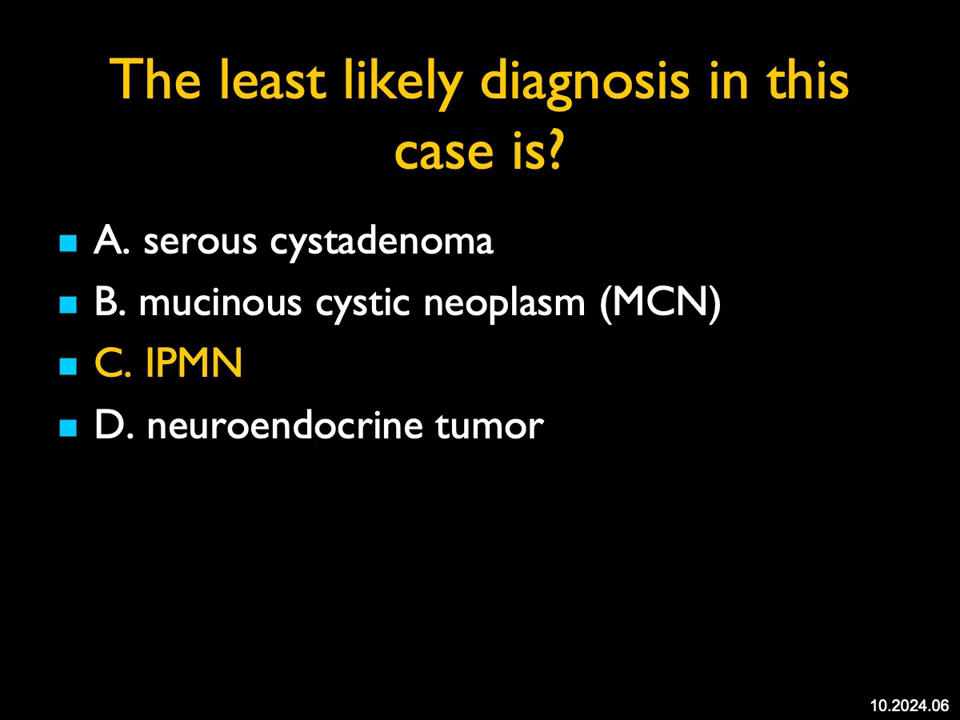 The least likely diagnosis in this
case is?
A. serous cystadenoma
B. mucinous cystic neoplasm (MCN)
C. IPMN
D. neuroendocrine tumor
10.2024.06